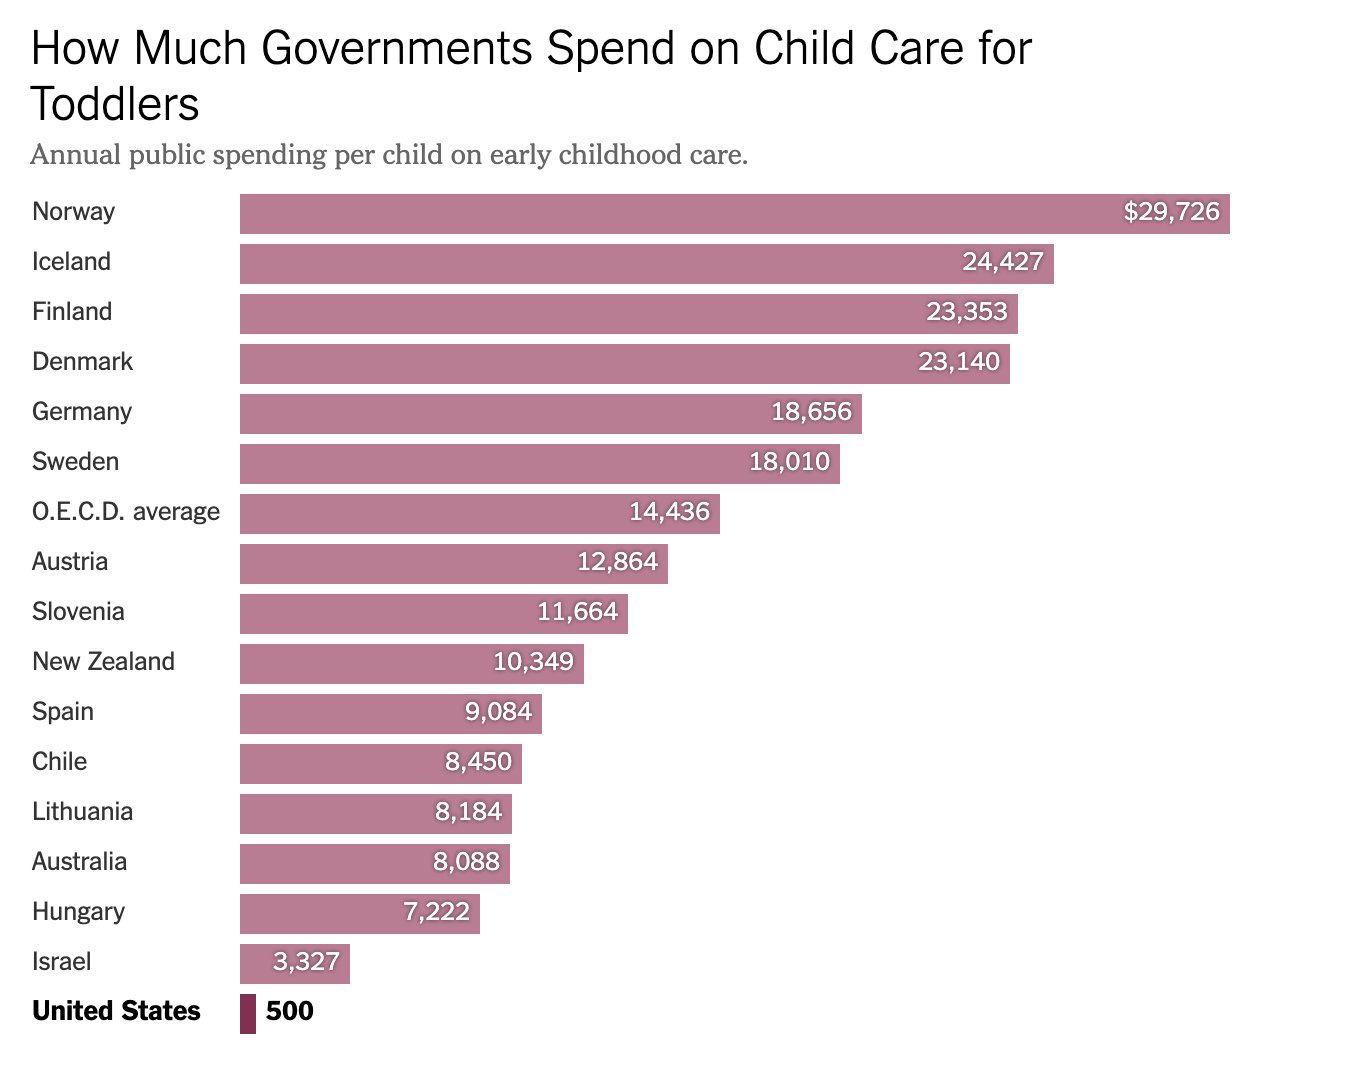 How Much Governments Spend on Child Care for
Toddlers
Annual public spending per child on early childhood care.
Norway $29,726
Iceland 24,427
Finland 23,353
Denmark 23,140
Germany 18,656
Sweden 18,010
O.E.C.D. average 14,436
Austria 12,864
Slovenia 11,664
New Zealand 10,349
Spain 9,084
Chile 8,450
Lithuania 8,184
Australia 8,088
Hungary 7,222
Israel 3,327
United States 500